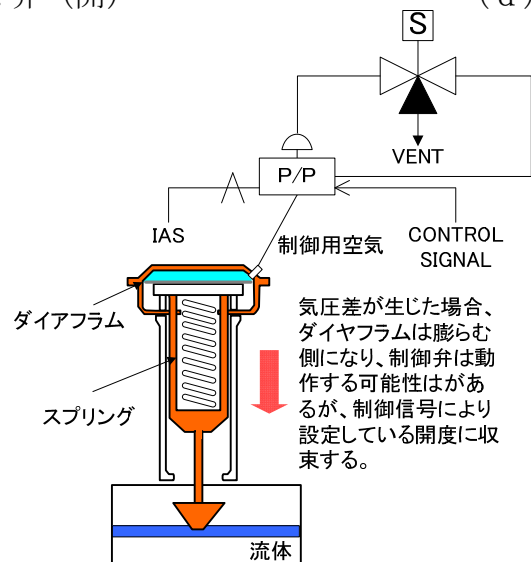 弁（開）
（d）
S
VENT
P/P
IAS
制御用空気
CONTROL
SIGNAL
ダイアフラム
スプリング
気圧差が生じた場合、
ダイヤフラムは膨らむ
側になり、制御弁は動
作する可能性はがあ
るが、制御信号により
設定している開度に収
束する。
流体